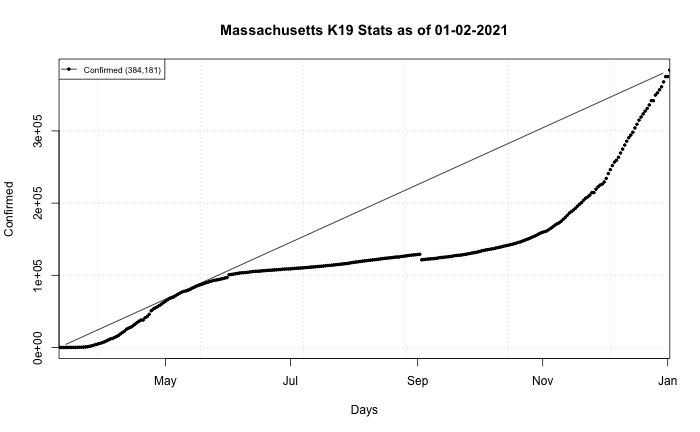 Massachusetts K19 Stats as of 01-02-2021
Confirmed (384,181)
Confirmed
3e+05
2e+05
1e+05
0e+00
May Jul Sep Nov Jan
Days